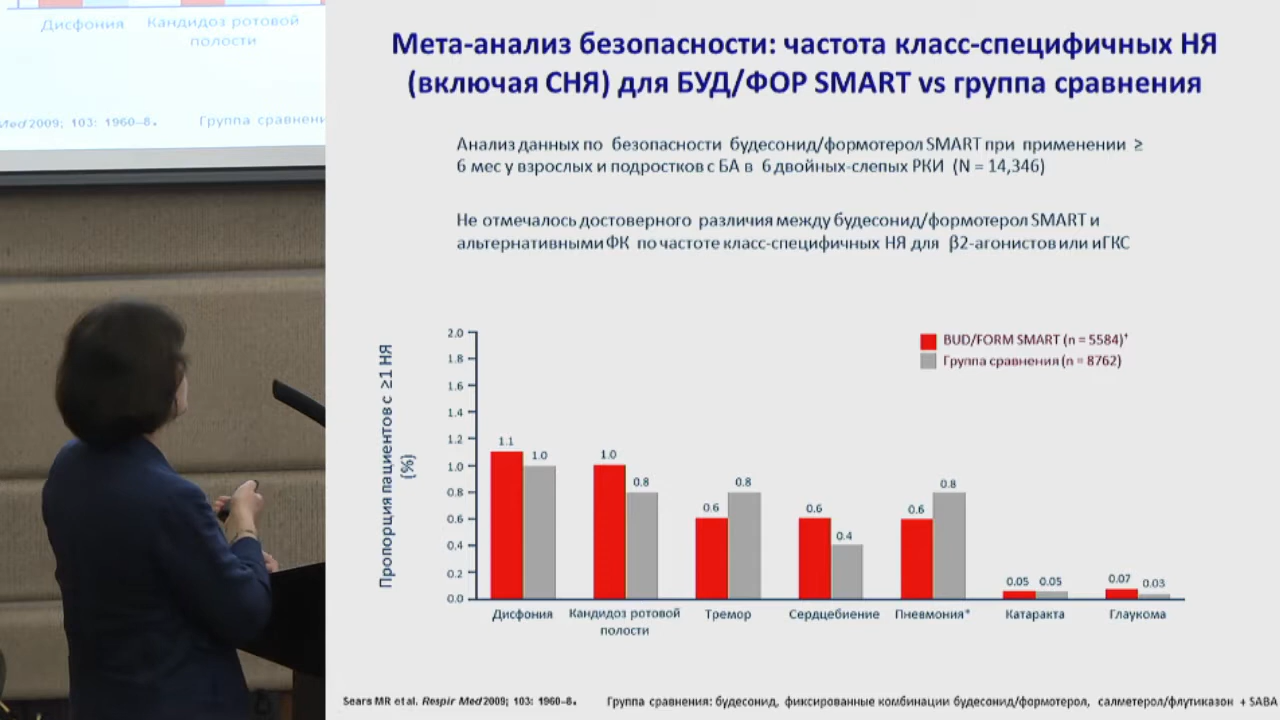 Дисфония
Кандидоз ротовой
полости
Med 2009; 103: 1960–8.
Группа сравнени
Мета-анализ безопасности: частота класс-специфичных НЯ
(включая СНЯ) для БУД/ФОР SMART vs группа сравнения
Анализ данных по безопасности будесонид/формотерол SMART при применении ≥
6 мес у взрослых и подростков с БА в 6 двойных-слепых РКИ (N = 14,346)
Не отмечалось достоверного различия между будесонид/формотерол SMART и
альтернативными ФК по частоте класс-специфичных НЯ для β2-агонистов или иГКС
Пропорция пациентов с ≥1 НЯ
(%)
2.0
1.8
1.6
1.4
1.2
1.0
0.8
0.6
0.4
0.2
0.0
BUD/FORM SMART (n = 5584)†
Группа сравнения (n = 8762)
1.1 1.0
1.0 0.8
0.6 0.8
0.6 0.4
0.6 0.8
0.05 0.05
0.07 0.03
Дисфония
Кандидоз ротовой
полости
Тремор
Сердцебиение
Пневмония*
Катаракта
Глаукома
Sears MR et al. Respir Med 2009; 103: 1960–8.
Группа сравнения: будесонид, фиксированные комбинации будесонид/формотерол, салметерол/флутиказон + SABA